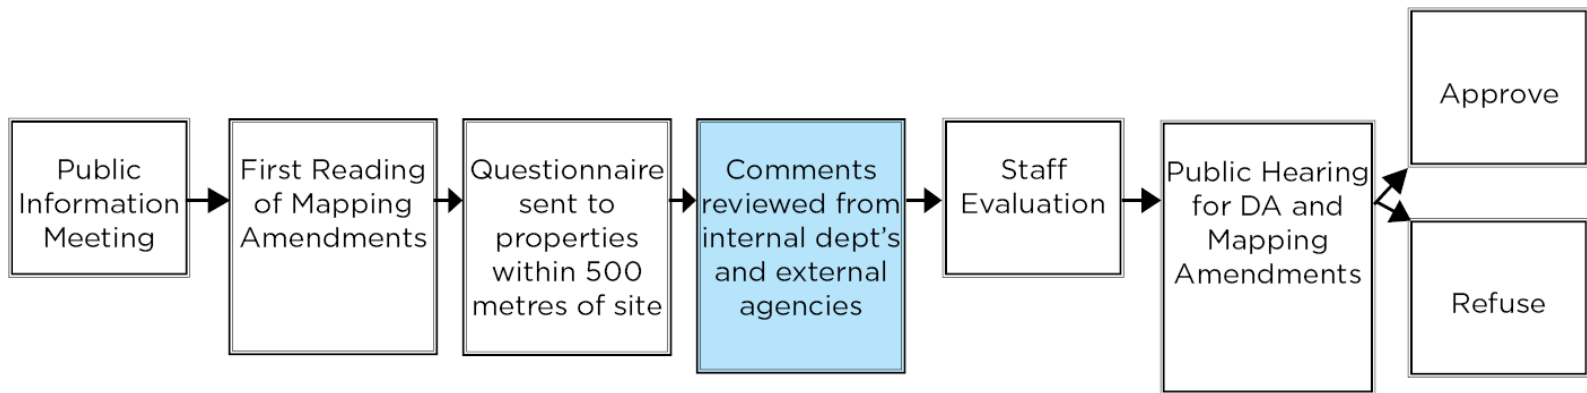 Public
Information
Meeting
First Reading
of Mapping
Amendments
Questionnaire
sent to
properties
within 500
metres of site
Comments
reviewed from
internal dept's
and external
agencies
Staff
Evaluation
Public Hearing
for DA and
Mapping
Amendments
Approve
Refuse